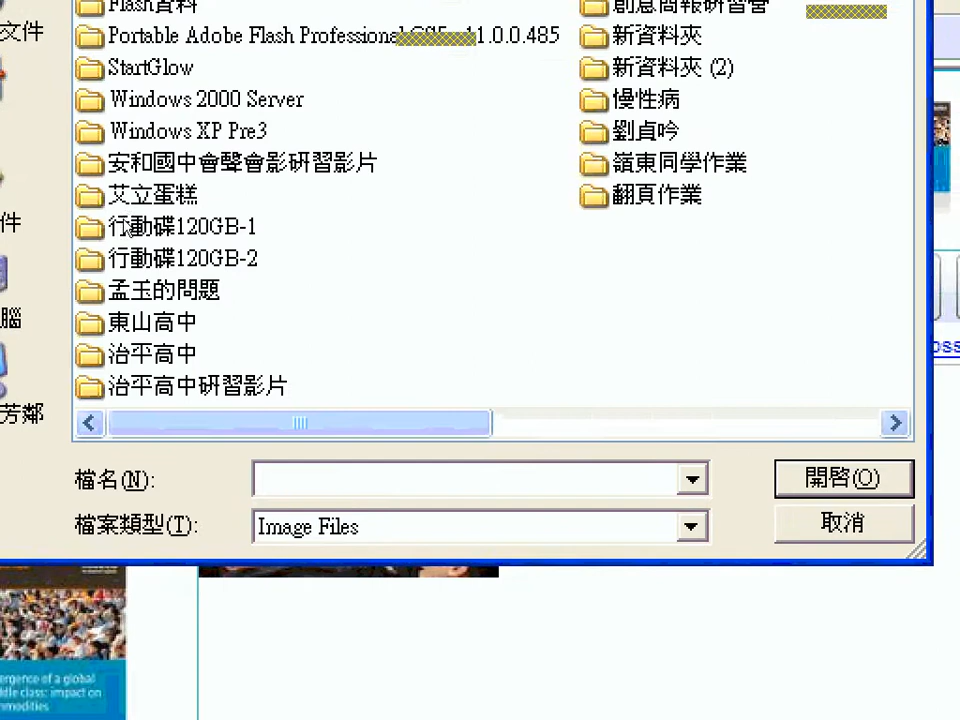 Flash資料
Portable Adobe Flash Professional 1.0.0.485
StartGlow
Windows 2000 Server
Windows XP Pre3
安和國中會聲會影研習影片
艾立蛋糕
行動碟120GB-1
行動碟120GB-2
孟玉的問題
東山高中
治平高中
治平高中研習影片
創意簡報研習營
新資料夾
新資料夾 (2)
慢性病
劉貞吟
嶺東同學作業
翻頁作業
文件
件
腦
芳鄰
檔名(N):
開啓(O)
檔案類型(T):
Image Files
取消
ergence of a global
ddle class: impact on
mmodities
oss